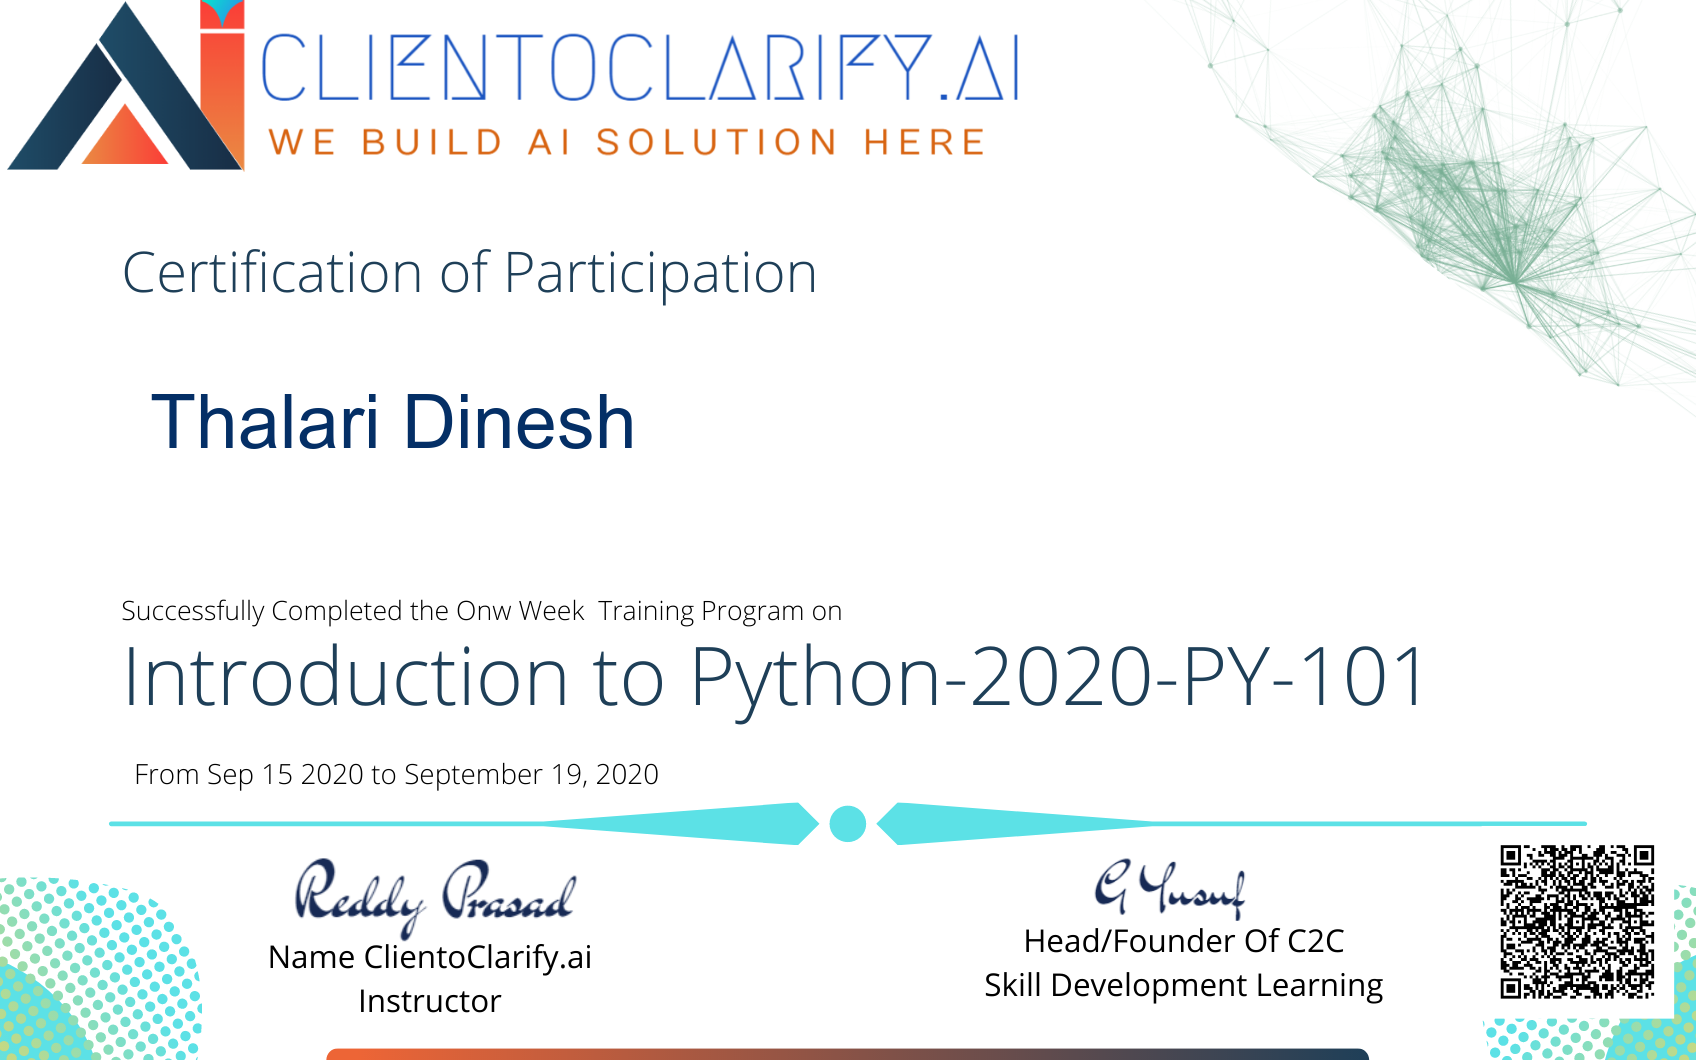 CLIENTOCLARIFY.AI
WE BUILD AI SOLUTION HERE
Certification of Participation
Thalari Dinesh
Successfully Completed the Onw Week Training Program on
Introduction to Python-2020-PY-101
From Sep 15 2020 to September 19, 2020
Reddy Prasad
Name ClientoClarify.ai
Instructor
G Yusuf
Head/Founder Of C2C
Skill Development Learning